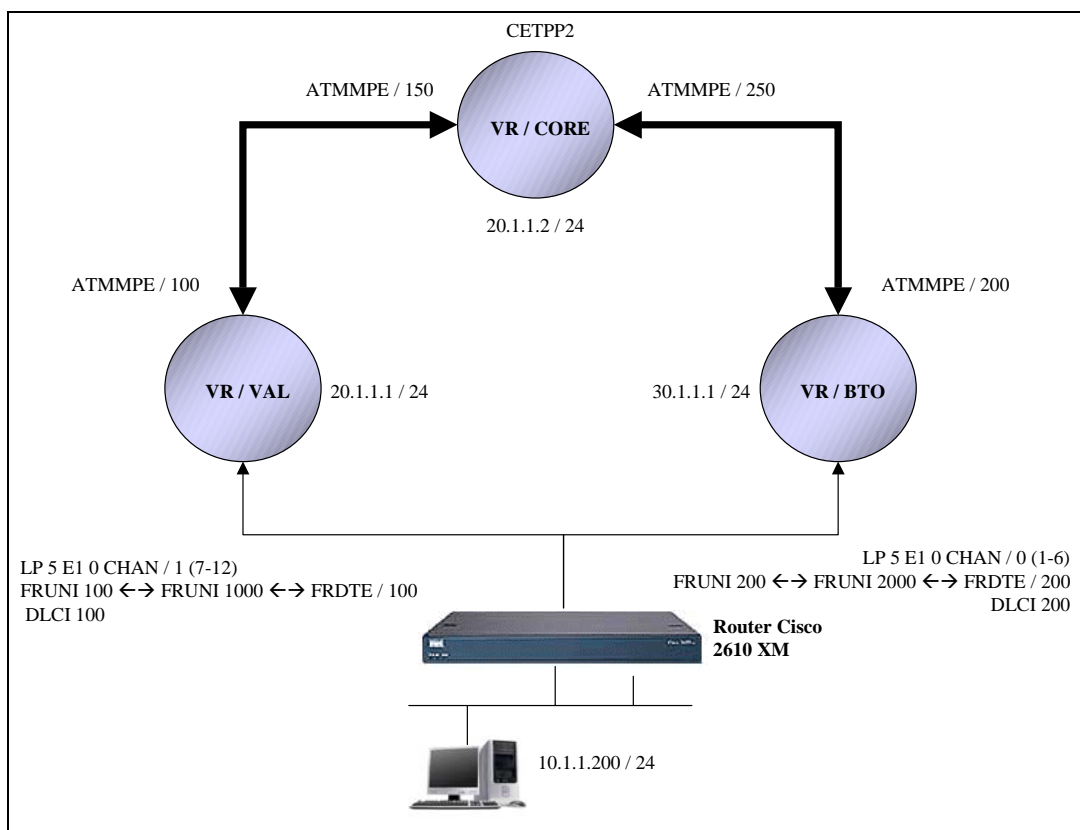 CETPP2
ATMMPE / 150
ATMMPE / 250
VR / CORE
20.1.1.2 / 24
ATMMPE / 100
ATMMPE / 200
VR / VAL
20.1.1.1 / 24
30.1.1.1 / 24
VR / BTO
LP 5 E1 0 CHAN / 1 (7-12)
FRUNI 100 ←→ FRUNI 1000 ←→ FRDTE / 100
DLCI 100
LP 5 E1 0 CHAN / 0 (1-6)
FRUNI 200 ←→ FRUNI 2000 ←→ FRDTE / 200
DLCI 200
Router Cisco
2610 XM
10.1.1.200 / 24